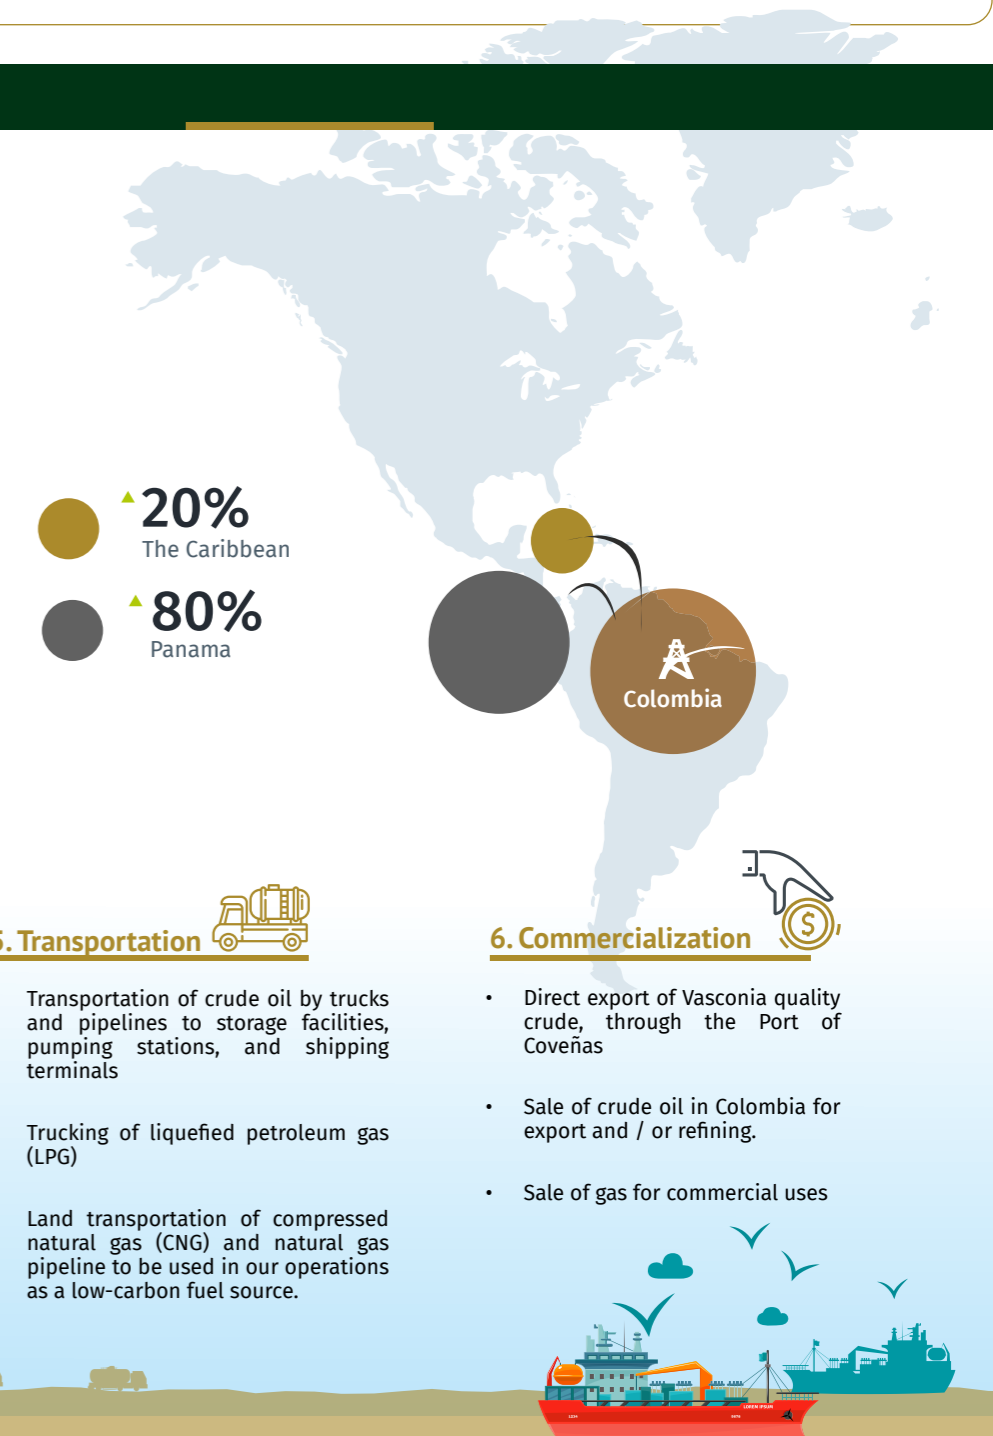 20%
The Caribbean
80%
Panama
Colombia
5. Transportation
Transportation of crude oil by trucks
and pipelines to storage facilities,
pumping stations, and shipping
terminals
Trucking of liquefied petroleum gas
(LPG)
Land transportation of compressed
natural gas (CNG) and natural gas
pipeline to be used in our operations
as a low-carbon fuel source.
6. Commercialization
• Direct export of Vasconia quality
crude, through the Port of
Coveñas
• Sale of crude oil in Colombia for
export and / or refining.
• Sale of gas for commercial uses
LOREM IPSUM